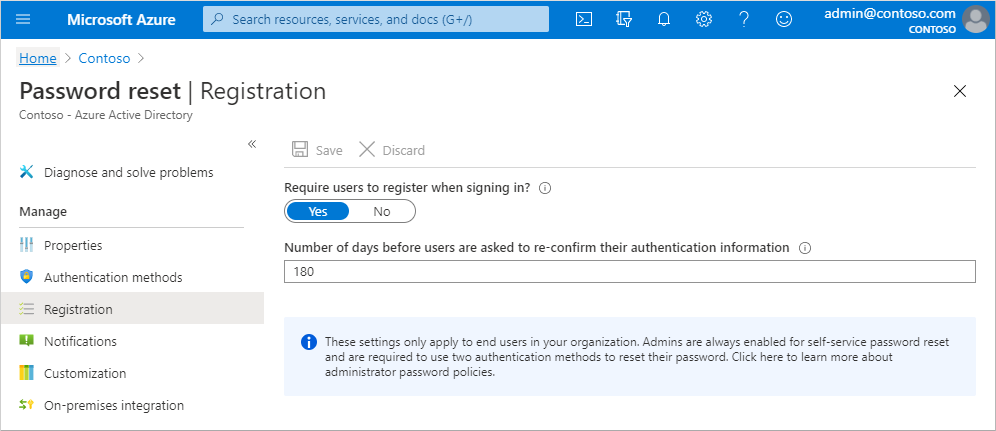 Microsoft Azure
Search resources, services, and docs (G+/)
admin@contoso.com
CONTOSO
Home > Contoso >
Password reset | Registration
Contoso - Azure Active Directory
«
Save
Discard
Diagnose and solve problems
Manage
Properties
Authentication methods
Registration
Notifications
Customization
On-premises integration
Require users to register when signing in?
Yes
No
Number of days before users are asked to re-confirm their authentication information
180
These settings only apply to end users in your organization. Admins are always enabled for self-service password reset
and are required to use two authentication methods to reset their password. Click here to learn more about
administrator password policies.